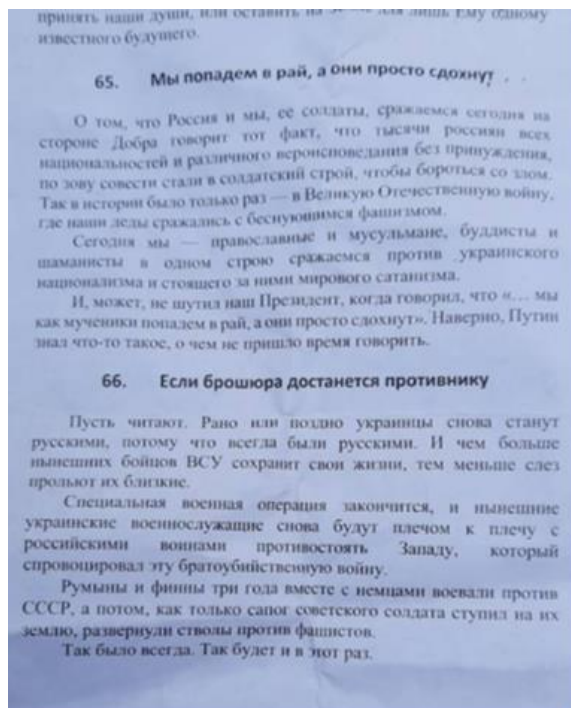 принять наши души, или оставить на Земле для лишь Ему одному
известного будущего.
65. Мы попадем в рай, а они просто сдохнут
О том, что Россия и мы, ее солдаты, сражаемся сегодня на
стороне Добра говорит тот факт, что тысячи россиян всех
национальностей и различного вероисповедания без принуждения,
по зову совести стали в солдатский строй, чтобы бороться со злом.
Так в истории было только раз — в Великую Отечественную войну,
где наши деды сражались с беснующимся фашизмом.
Сегодня мы — православные и мусульмане, буддисты и
шаманисты в одном строю сражаемся против украинского
национализма и стоящего за ними мирового сатанизма.
И, может, не шутил наш Президент, когда говорил, что «... мы
как мученики попадем в рай, а они просто сдохнут». Наверно, Путин
знал что-то такое, о чем не пришло время говорить.
66. Если брошюра достанется противнику
Пусть читают. Рано или поздно украинцы снова станут
русскими, потому что всегда были русскими. И чем больше
нынешних бойцов ВСУ сохранит свои жизни, тем меньше слез
прольют их близкие.
Специальная военная операция закончится, и нынешние
украинские военнослужащие снова будут плечом к плечу с
российскими воинами противостоять Западу, который
спровоцировал эту братоубийственную войну.
Румыны и финны три года вместе с немцами воевали против
СССР, а потом, как только сапог советского солдата ступил на их
землю, развернули стволы против фашистов.
Так было всегда. Так будет и в этот раз.